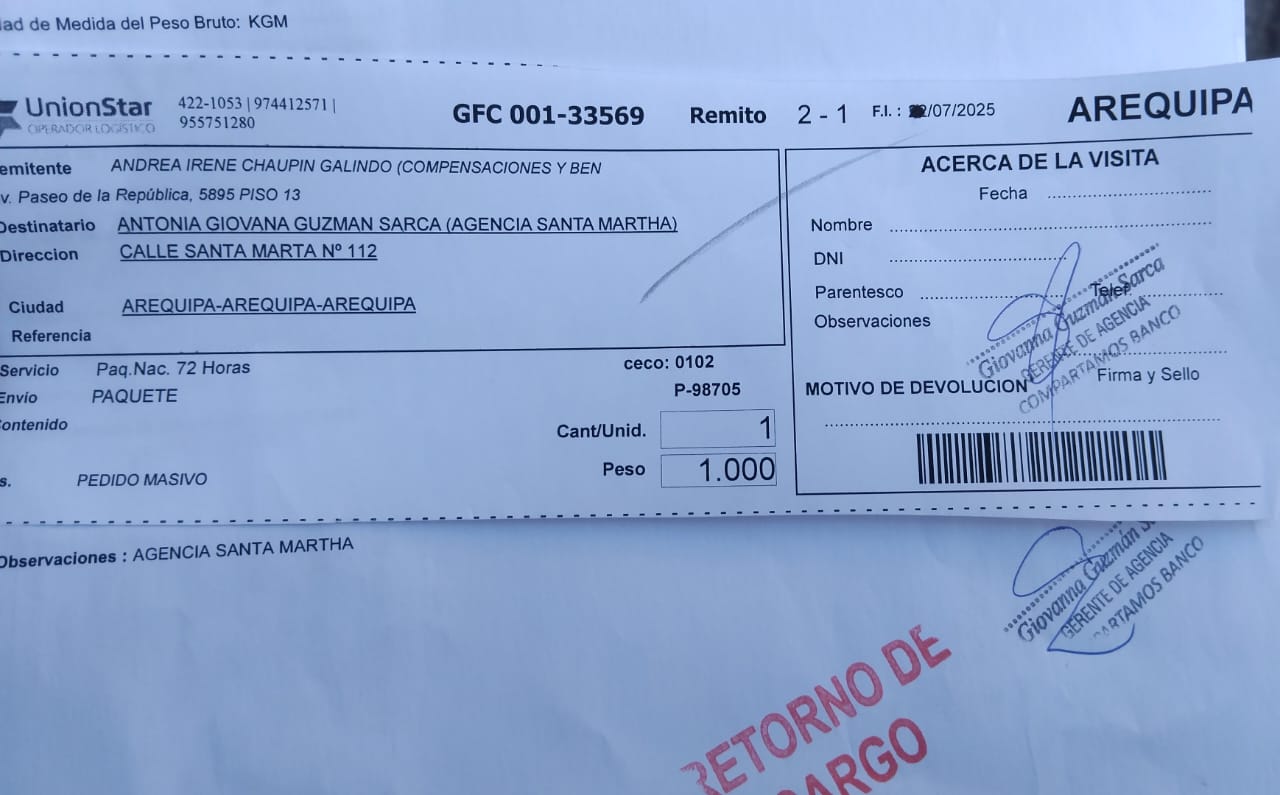 dad de Medida del Peso Bruto: KGM
UnionStar
OPERADOR LOGÍSTICO
422-1053 | 974412571 |
955751280
GFC 001-33569
Remito 2 - 1
F.I. : /07/2025
AREQUIPA
emitente ANDREA IRENE CHAUPIN GALINDO (COMPENSACIONES Y BEN
v. Paseo de la República, 5895 PISO 13
Destinatario ANTONIA GIOVANA GUZMAN SARCA (AGENCIA SANTA MARTHA)
Direccion CALLE SANTA MARTA Nº 112
Ciudad AREQUIPA-AREQUIPA-AREQUIPA
Referencia
Servicio Paq.Nac. 72 Horas
Envío PAQUETE
ontenido
s. PEDIDO MASIVO
ceco: 0102
P-98705
Cant/Unid. 1
Peso 1.000
ACERCA DE LA VISITA
Fecha
Nombre
DNI
Parentesco Telef
Observaciones
Giovanna Guzmán Sarca
GERENTE DE AGENCIA
COMPARTAMOS BANCO
Firma y Sello
MOTIVO DE DEVOLUCION
Observaciones : AGENCIA SANTA MARTHA
Giovanna Guzmán S
GERENTE DE AGENCIA
PARTAMOS BANCO
RETORNO DE
CARGO